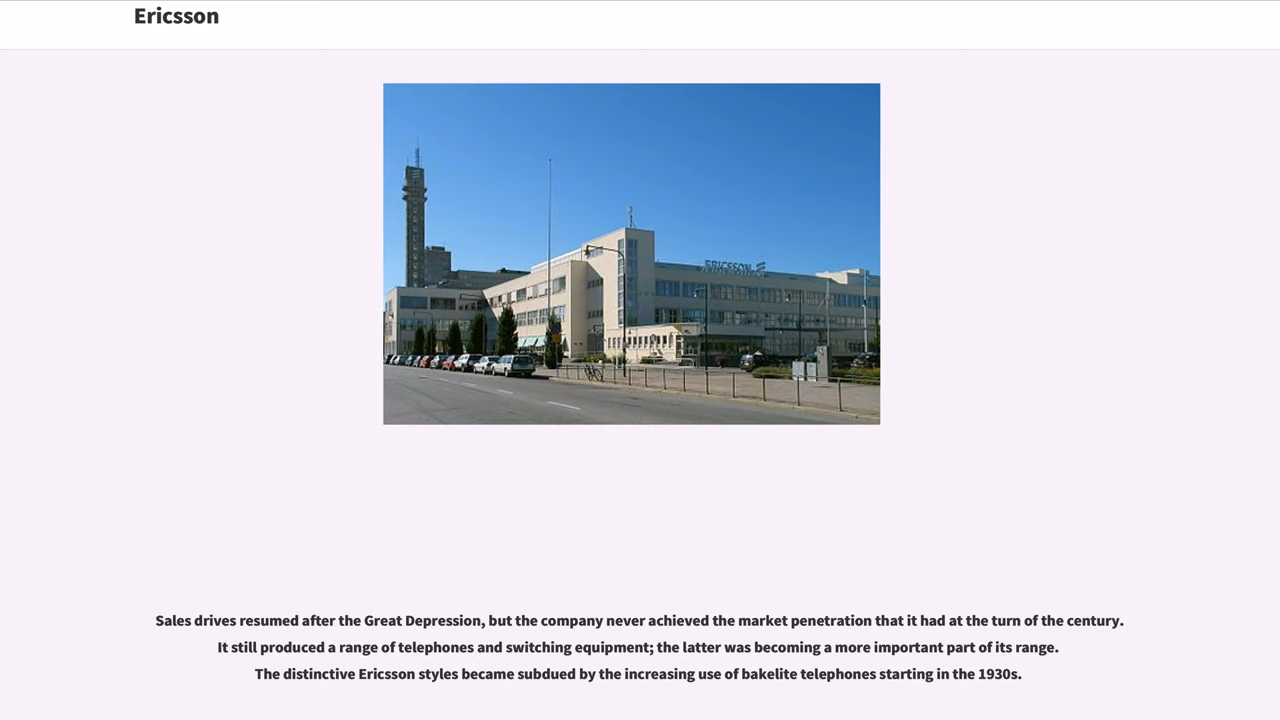 Ericsson
ERICSSON
Sales drives resumed after the Great Depression, but the company never achieved the market penetration that it had at the turn of the century.
It still produced a range of telephones and switching equipment; the latter was becoming a more important part of its range.
The distinctive Ericsson styles became subdued by the increasing use of bakelite telephones starting in the 1930s.